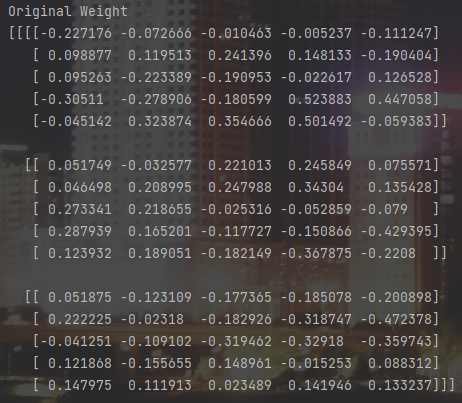 Original Weight
[[[[-0.227176 -0.072666 -0.010463 -0.005237 -0.111247]
[ 0.098877 0.119513 0.241396 0.148133 -0.190404]
[ 0.095263 -0.223389 -0.190953 -0.022617 0.126528]
[-0.30511 -0.278906 -0.180599 0.523883 0.447058]
[-0.045142 0.323874 0.354666 0.501492 -0.059383]]
[[ 0.051749 -0.032577 0.221013 0.245849 0.075571]
[ 0.046498 0.208995 0.247988 0.34304 0.135428]
[ 0.273341 0.218655 -0.025316 -0.052859 -0.079 ]
[ 0.287939 0.165201 -0.117727 -0.150866 -0.429395]
[ 0.123932 0.189051 -0.182149 -0.367875 -0.2208 ]]
[[ 0.051875 -0.123109 -0.177365 -0.185078 -0.200898]
[ 0.222225 -0.02318 -0.182926 -0.318747 -0.472378]
[-0.041251 -0.109102 -0.319462 -0.32918 -0.359743]
[ 0.121868 -0.155655 0.148961 -0.015253 0.088312]
[ 0.147975 0.111913 0.023489 0.141946 0.133237]]]]